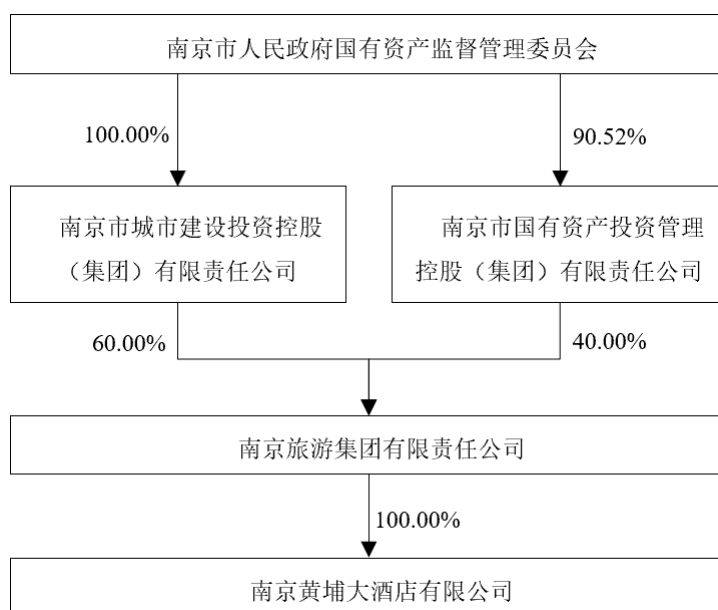 南京市人民政府国有资产监督管理委员会
100.00%
90.52%
南京市城市建设投资控股
（集团）有限责任公司
南京市国有资产投资管理
控股（集团）有限责任公司
60.00%
40.00%
南京旅游集团有限责任公司
100.00%
南京黄埔大酒店有限公司